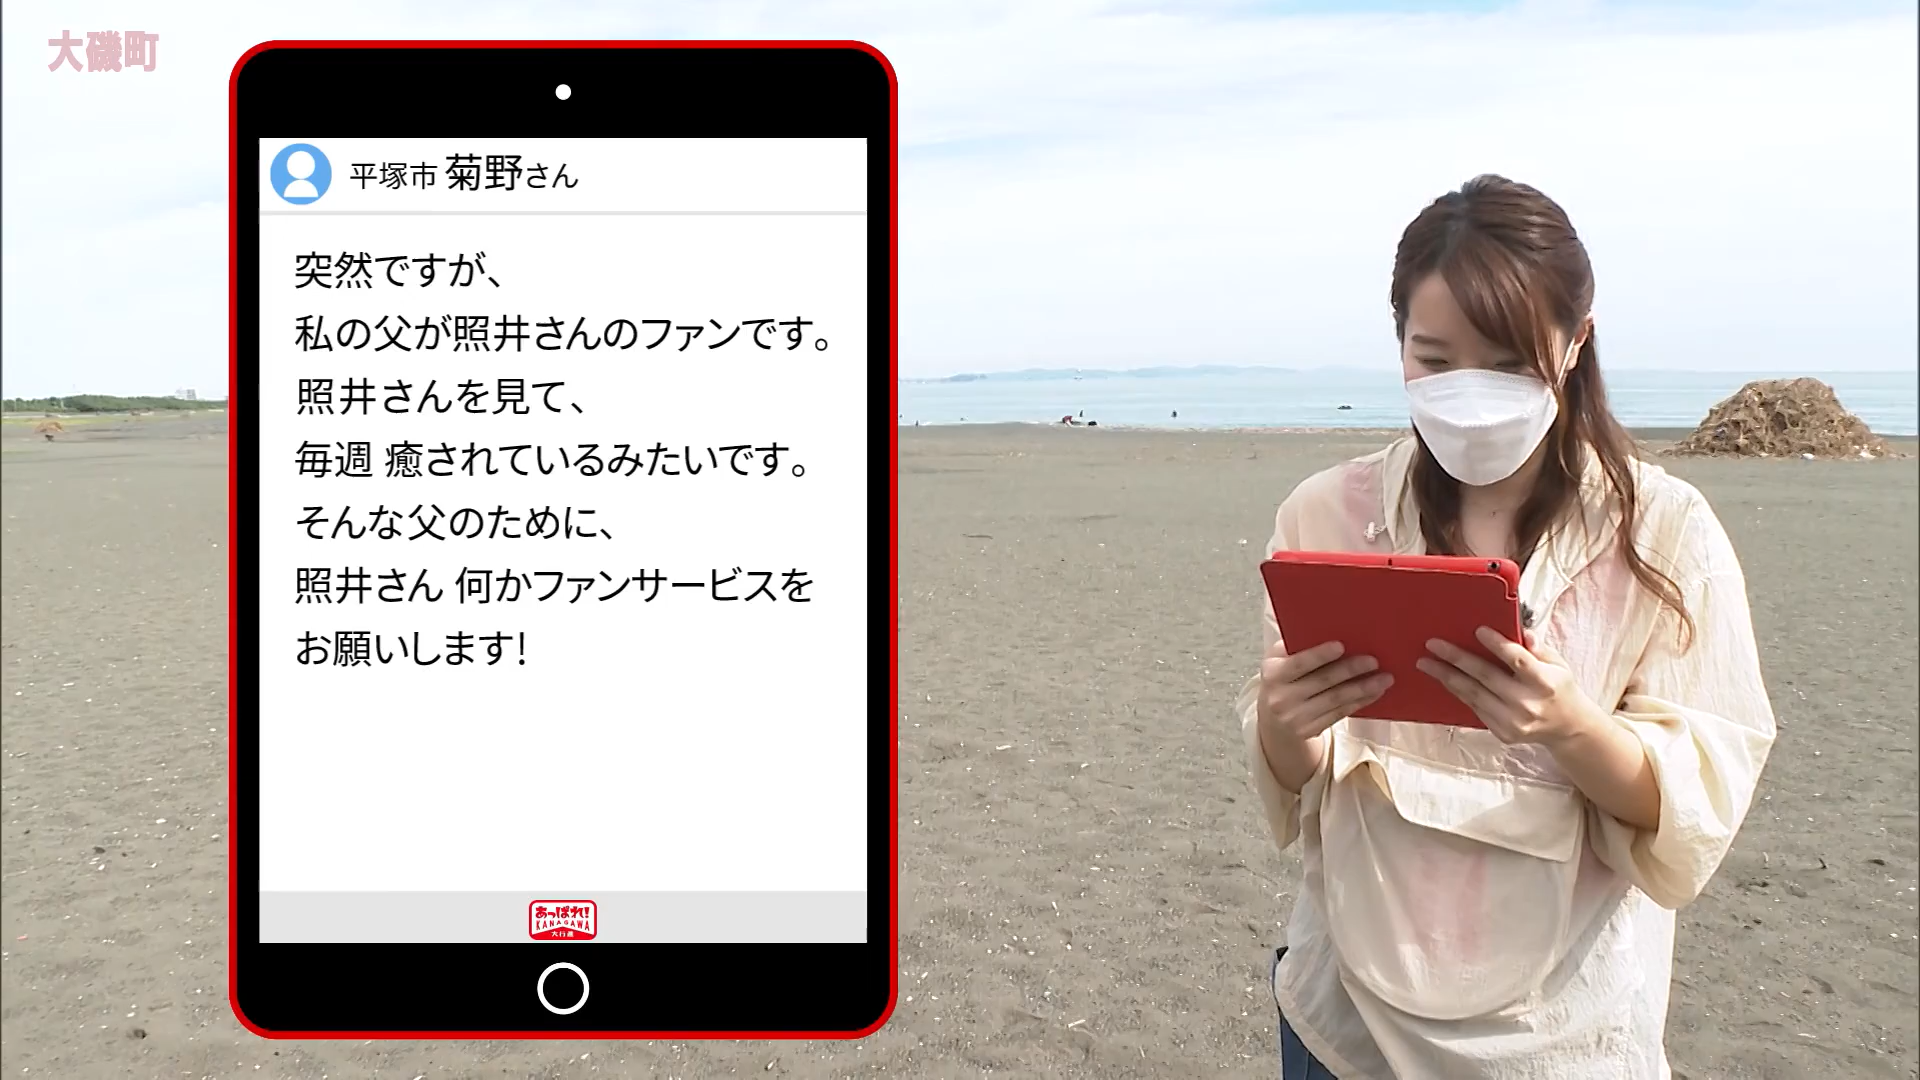 大磯町
平塚市 菊野さん
突然ですが、
私の父が照井さんのファンです。
照井さんを見て、
毎週 癒されているみたいです。
そんな父のために、
照井さん 何かファンサービスを
お願いします!
あっぱれ!
KANAGAWA
大行進